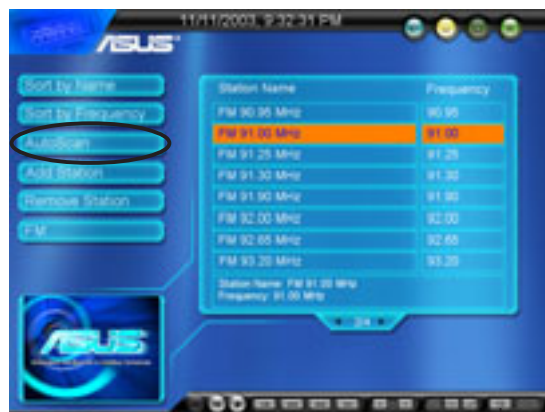 11/11/2003, 9:32:31 PM
ASUS
Sort by Name
Sort by Frequency
AutoScan
Add Station
Remove Station
FM
Station Name Frequency
FM 90.95 MHz 90.95
FM 91.00 MHz 91.00
FM 91.25 MHz 91.25
FM 91.30 MHz 91.30
FM 91.90 MHz 91.90
FM 92.00 MHz 92.00
FM 92.65 MHz 92.65
FM 93.20 MHz 93.20
Station Name: FM 91.00 MHz
Frequency: 91.00 MHz
2/4
ASUS